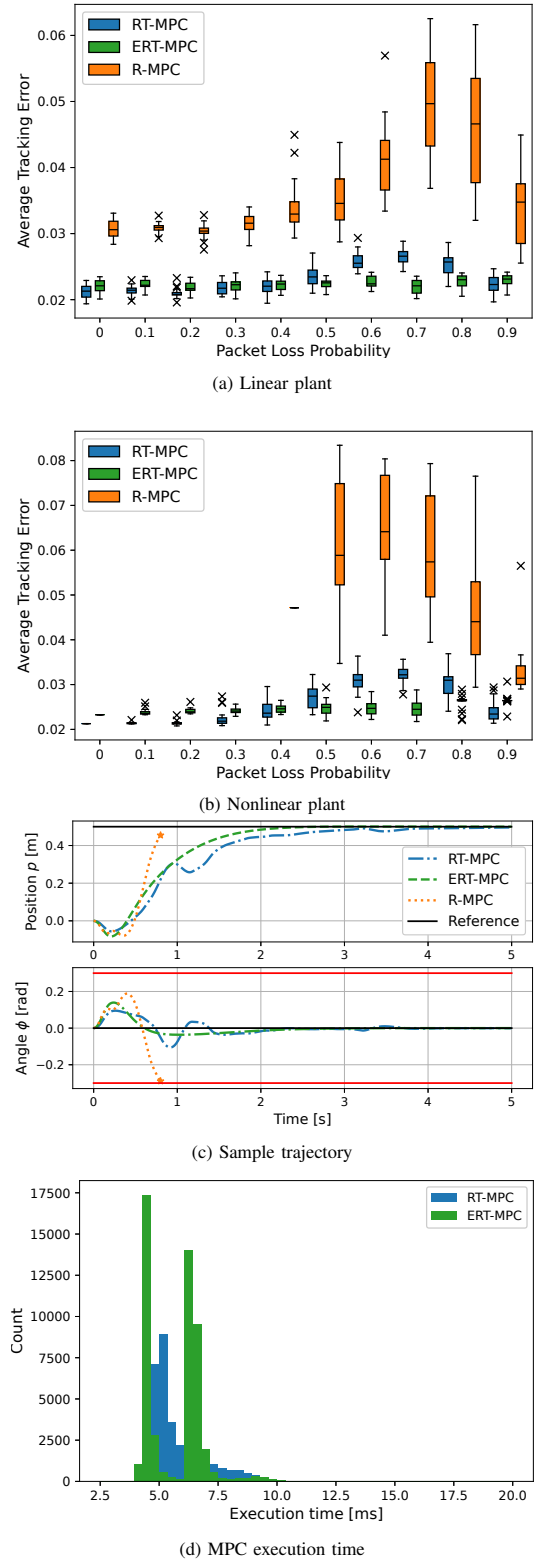 RT-MPC
ERT-MPC
R-MPC
Average Tracking Error
0.06
0.05
0.04
0.03
0.02
0 0.1 0.2 0.3 0.4 0.5 0.6 0.7 0.8 0.9
Packet Loss Probability
(a) Linear plant
RT-MPC
ERT-MPC
R-MPC
Average Tracking Error
0.08
0.07
0.06
0.05
0.04
0.03
0.02
0 0.1 0.2 0.3 0.4 0.5 0.6 0.7 0.8 0.9
Packet Loss Probability
(b) Nonlinear plant
Position p [m]
0.4
0.2
0.0
RT-MPC
ERT-MPC
R-MPC
Reference
0 1 2 3 4 5
Angle ϕ [rad]
0.2
0.0
−0.2
0 1 2 3 4 5
Time [s]
(c) Sample trajectory
RT-MPC
ERT-MPC
Count
17500
15000
12500
10000
7500
5000
2500
0
2.5 5.0 7.5 10.0 12.5 15.0 17.5 20.0
Execution time [ms]
(d) MPC execution time